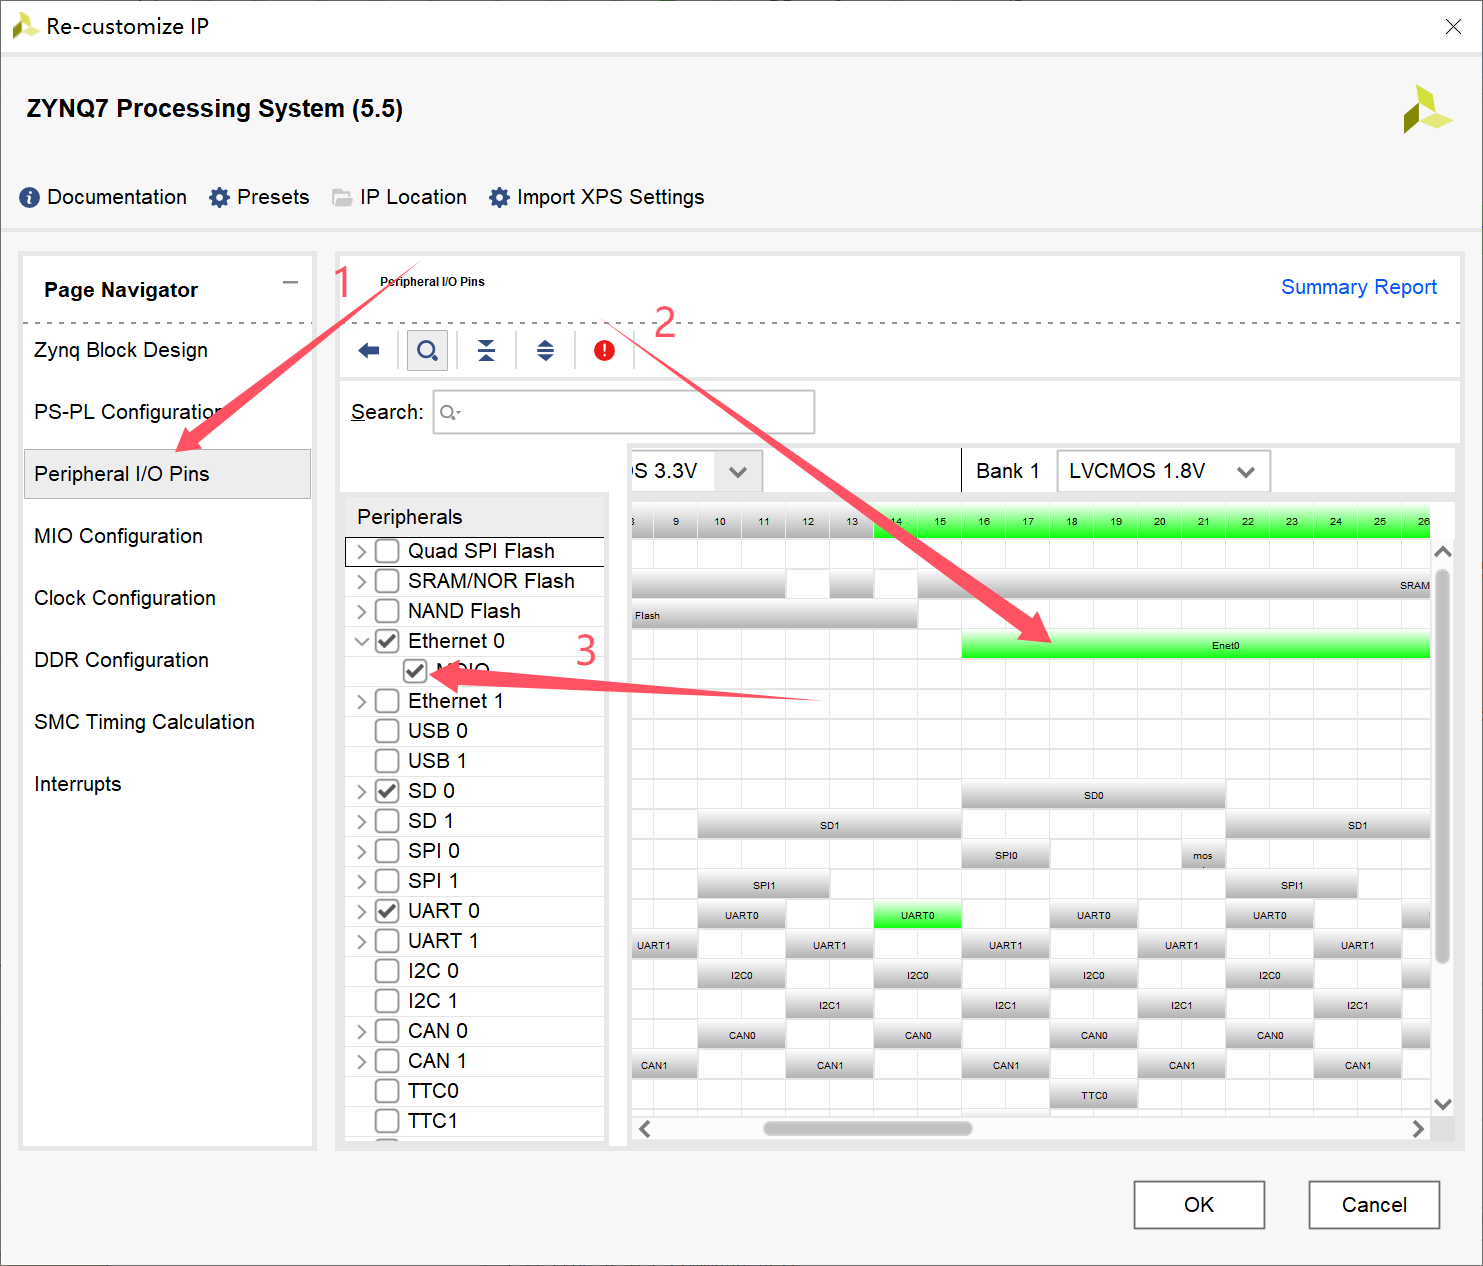 Re-customize IP
ZYNQ7 Processing System (5.5)
Documentation Presets IP Location Import XPS Settings
Page Navigator
Zynq Block Design
PS-PL Configuration
Peripheral I/O Pins
MIO Configuration
Clock Configuration
DDR Configuration
SMC Timing Calculation
Interrupts
1
Peripheral I/O Pins
Summary Report
2
Search:
OS 3.3V
Bank 1 LVCMOS 1.8V
Peripherals
8 9 10 11 12 13 14 15 16 17 18 19 20 21 22 23 24 25 26
Quad SPI Flash
SRAM/NOR Flash SRAM
NAND Flash Flash
Ethernet 0 3 Enet0
MDIO
Ethernet 1
USB 0
USB 1
SD 0 SD0
SD 1 SD1 SD1
SPI 0 SPI0 mos
SPI 1 SPI1 SPI1
UART 0 UART0 UART0 UART0 UART0
UART 1 UART1 UART1 UART1 UART1 UART1
I2C 0 I2C0 I2C0 I2C0 I2C0
I2C 1 I2C1 I2C1 I2C1 I2C1
CAN 0 CAN0 CAN0 CAN0 CAN0
CAN 1 CAN1 CAN1 CAN1 CAN1 CAN1
TTC0 TTC0
TTC1
OK Cancel